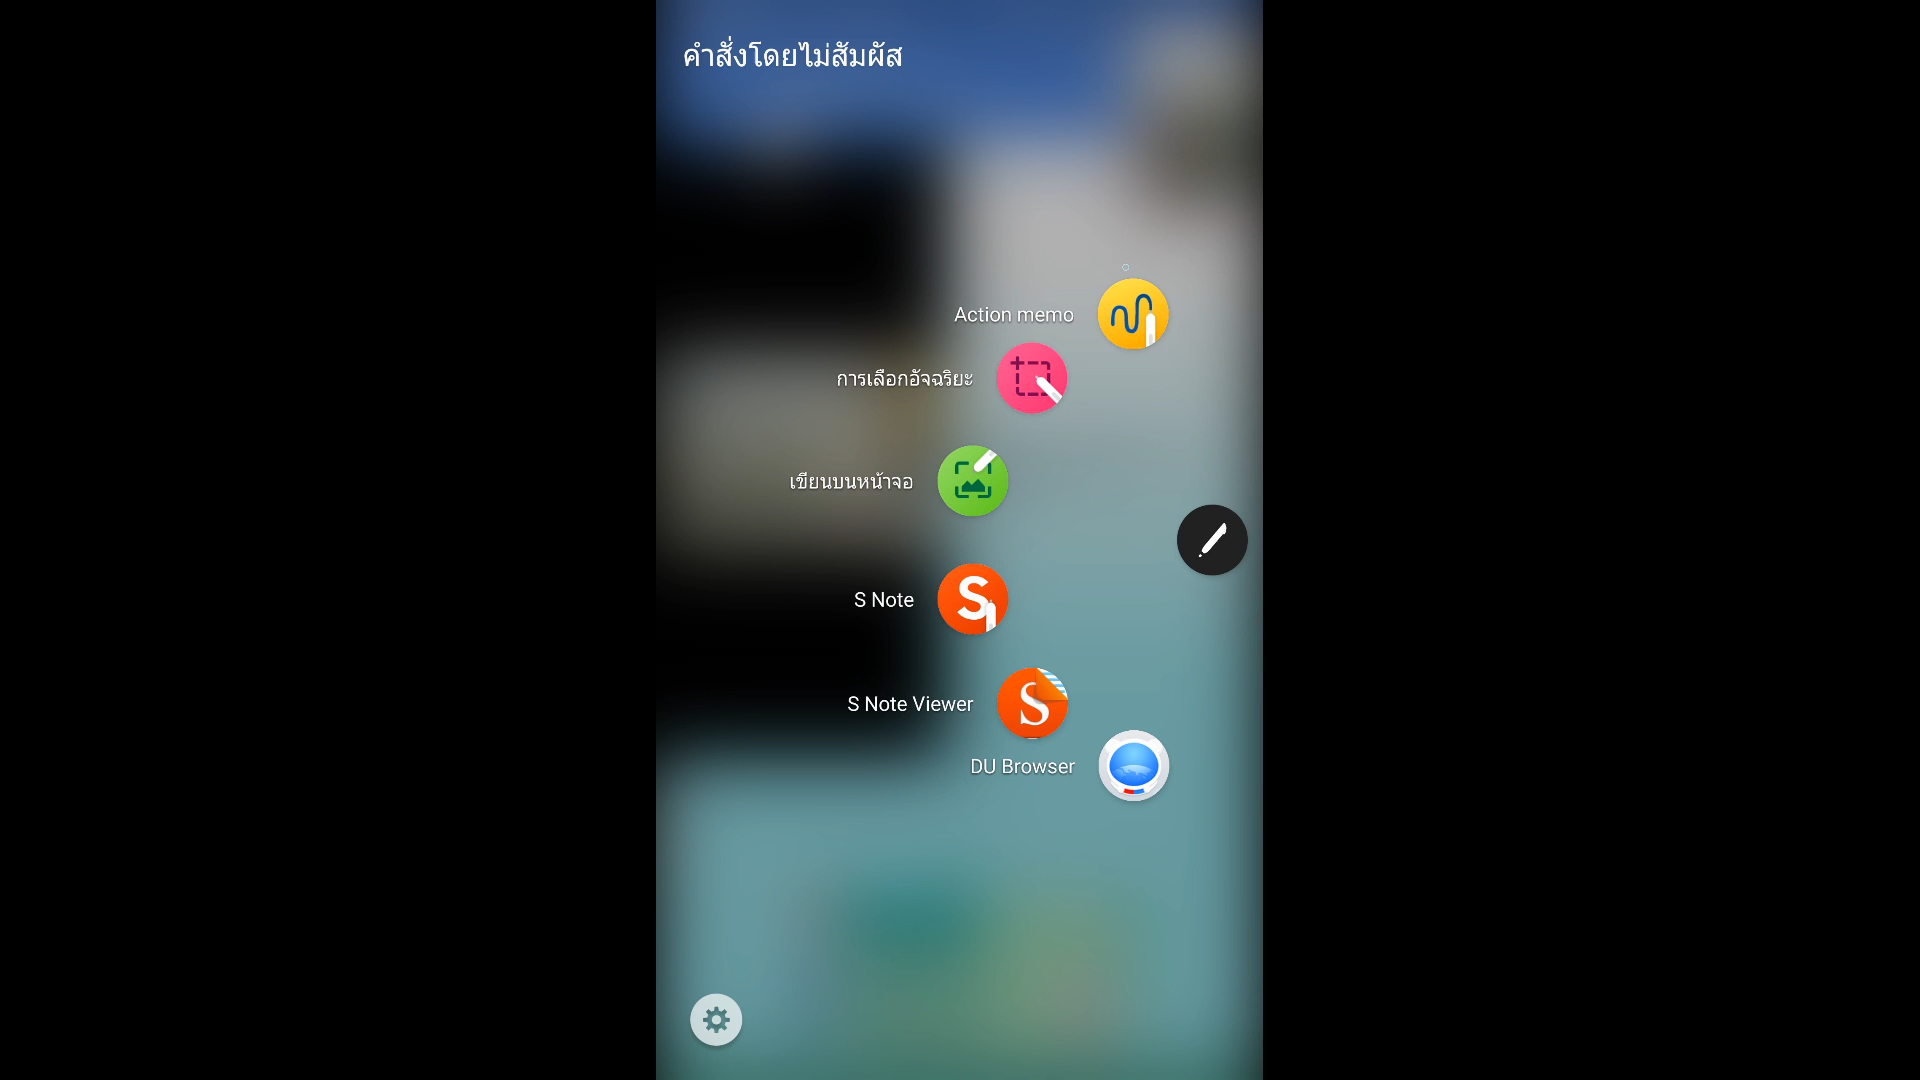 คำสั่งโดยไม่สัมผัส
Action memo
การเลือกอัจฉริยะ
เขียนบนหน้าจอ
S Note
S Note Viewer
DU Browser